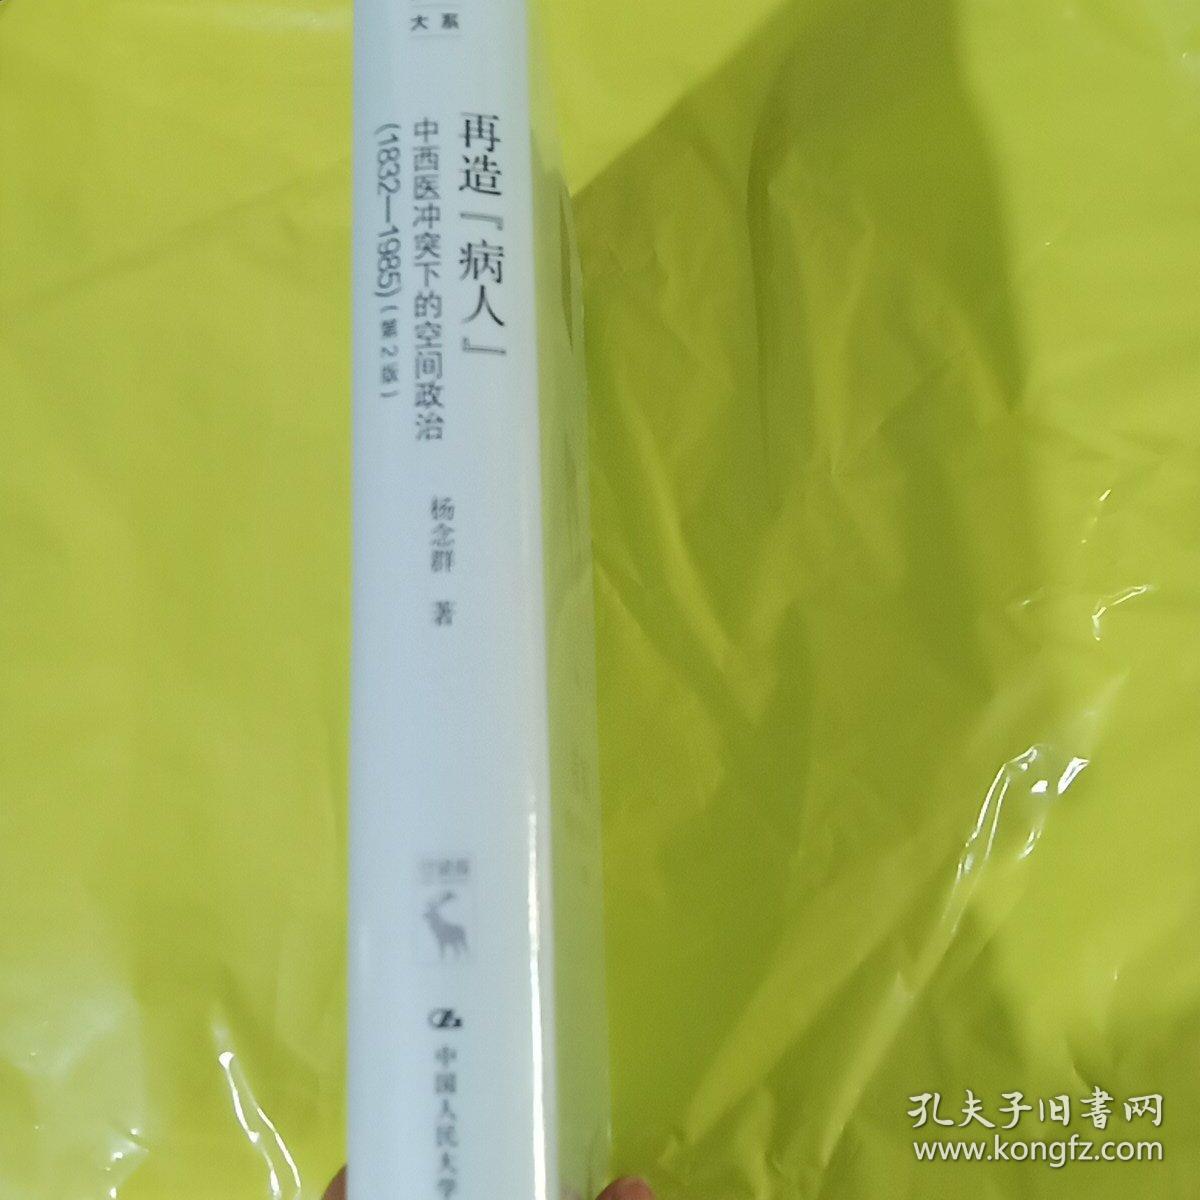 大系
再造『病人』
中西医冲突下的空间政治
(1832—1985)(第2版)
杨念群 著
中国人民大学
孔夫子旧書网
www.kongfz.com